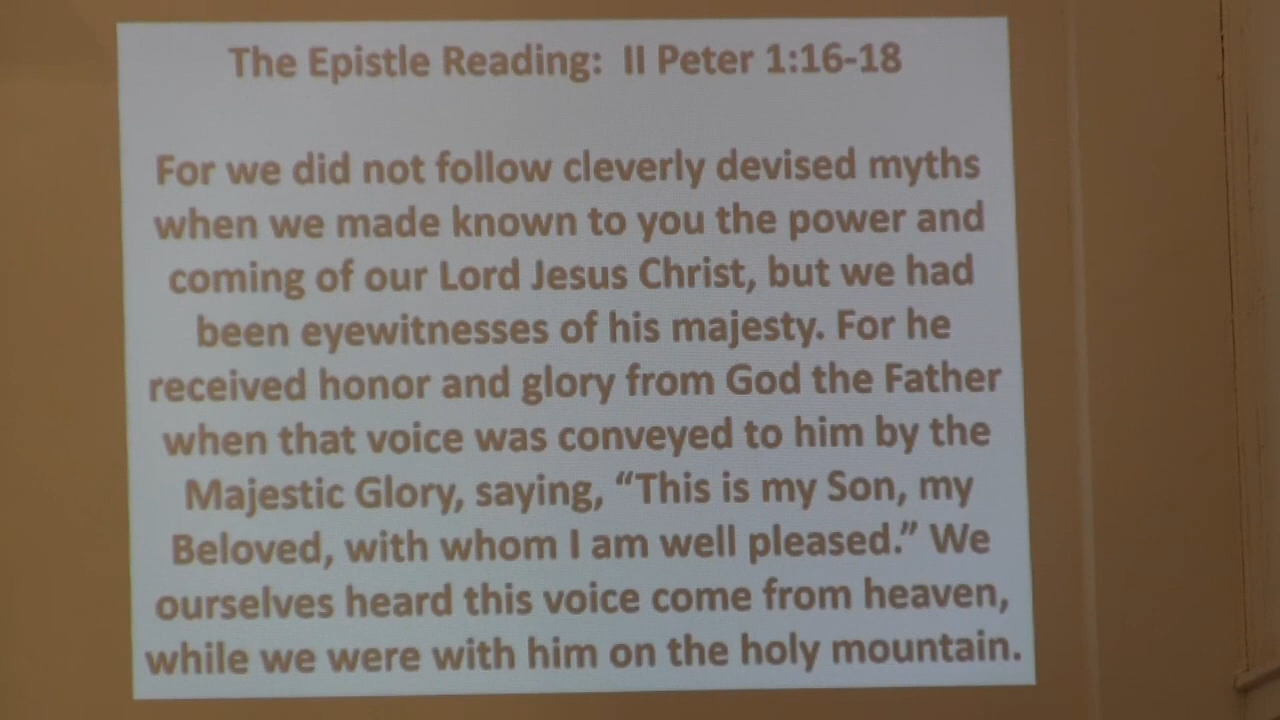 The Epistle Reading:  II Peter 1:16-18
For we did not follow cleverly devised myths
when we made known to you the power and
coming of our Lord Jesus Christ, but we had
been eyewitnesses of his majesty. For he
received honor and glory from God the Father
when that voice was conveyed to him by the
Majestic Glory, saying, “This is my Son, my
Beloved, with whom I am well pleased.” We
ourselves heard this voice come from heaven,
while we were with him on the holy mountain.